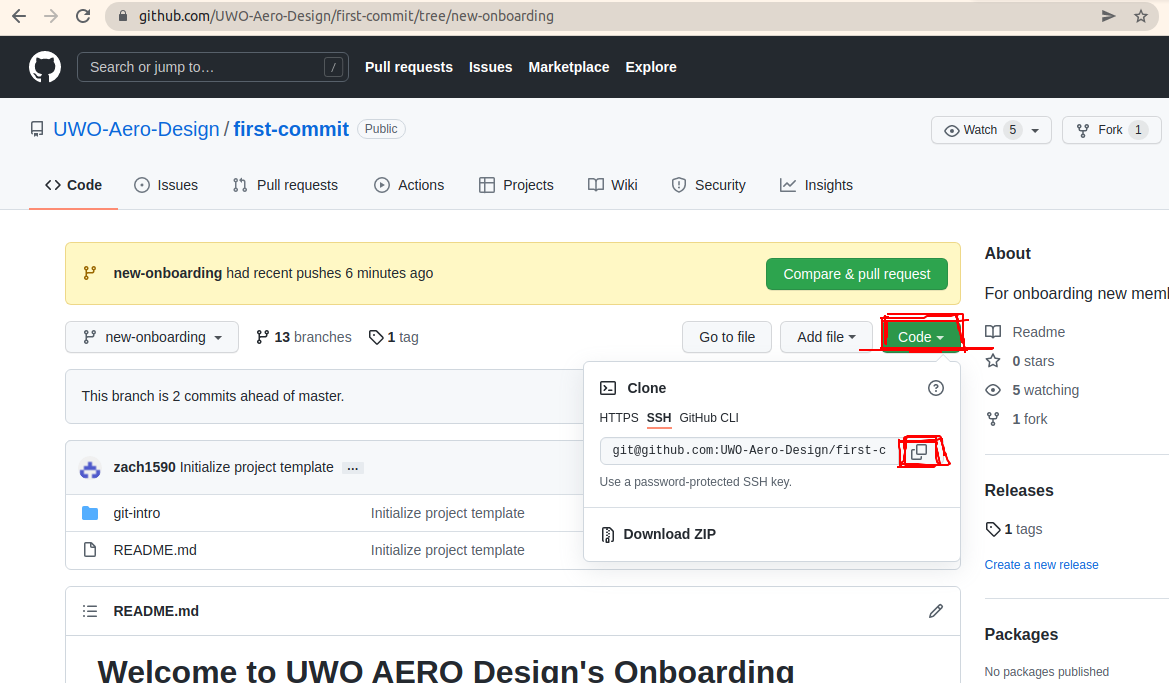 github.com/UWO-Aero-Design/first-commit/tree/new-onboarding
Search or jump to… / Pull requests Issues Marketplace Explore
UWO-Aero-Design / first-commit Public Watch 5 Fork 1
Code Issues Pull requests Actions Projects Wiki Security Insights
new-onboarding had recent pushes 6 minutes ago Compare & pull request
new-onboarding 13 branches 1 tag Go to file Add file Code
This branch is 2 commits ahead of master.
zach1590 Initialize project template ...
git-intro Initialize project template
README.md Initialize project template
Clone
HTTPS SSH GitHub CLI
git@github.com:UWO-Aero-Design/first-c
Use a password-protected SSH key.
Download ZIP
README.md
Welcome to UWO AERO Design's Onboarding
About
For onboarding new mem
Readme
0 stars
5 watching
1 fork
Releases
1 tags
Create a new release
Packages
No packages published